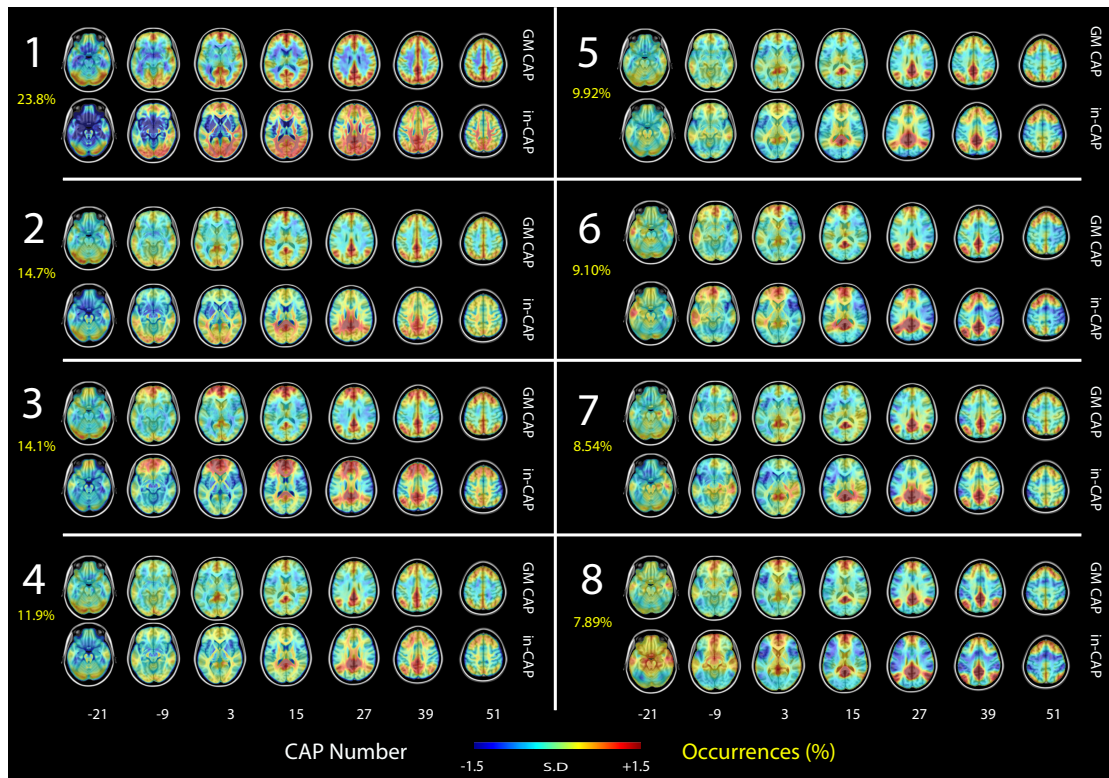 1
23.8%
GM CAP
in-CAP
2
14.7%
GM CAP
in-CAP
3
14.1%
GM CAP
in-CAP
4
11.9%
GM CAP
in-CAP
5
9.92%
GM CAP
in-CAP
6
9.10%
GM CAP
in-CAP
7
8.54%
GM CAP
in-CAP
8
7.89%
GM CAP
in-CAP
-21 -9 3 15 27 39 51 -21 -9 3 15 27 39 51
CAP Number
-1.5 S.D +1.5
Occurrences (%)